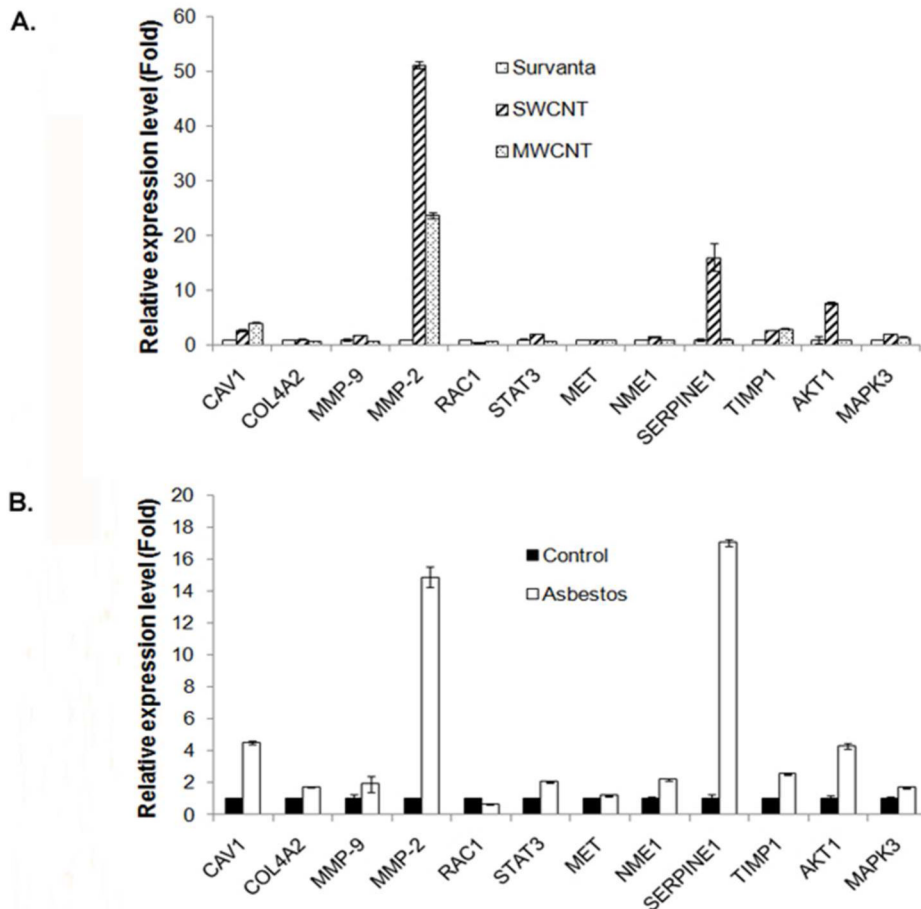 A.
Relative expression level (Fold)
60
50
40
30
20
10
0
Survanta
SWCNT
MWCNT
CAV1
COL4A2
MMP-9
MMP-2
RAC1
STAT3
MET
NME1
SERPINE1
TIMP1
AKT1
MAPK3
B.
Relative expression level (Fold)
20
18
16
14
12
10
8
6
4
2
0
Control
Asbestos
CAV1
COL4A2
MMP-9
MMP-2
RAC1
STAT3
MET
NME1
SERPINE1
TIMP1
AKT1
MAPK3